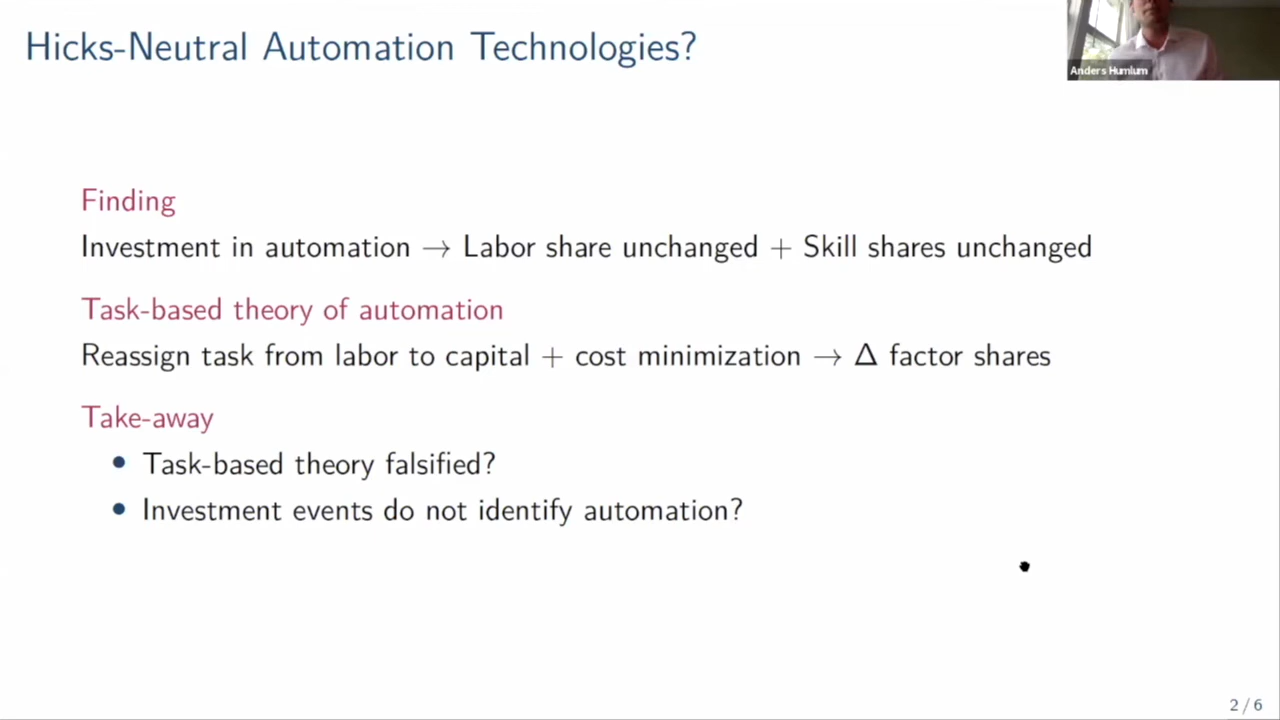 Hicks-Neutral Automation Technologies?
Anders Humlum
Finding
Investment in automation → Labor share unchanged + Skill shares unchanged
Task-based theory of automation
Reassign task from labor to capital + cost minimization → Δ factor shares
Take-away
• Task-based theory falsified?
• Investment events do not identify automation?
2 / 6